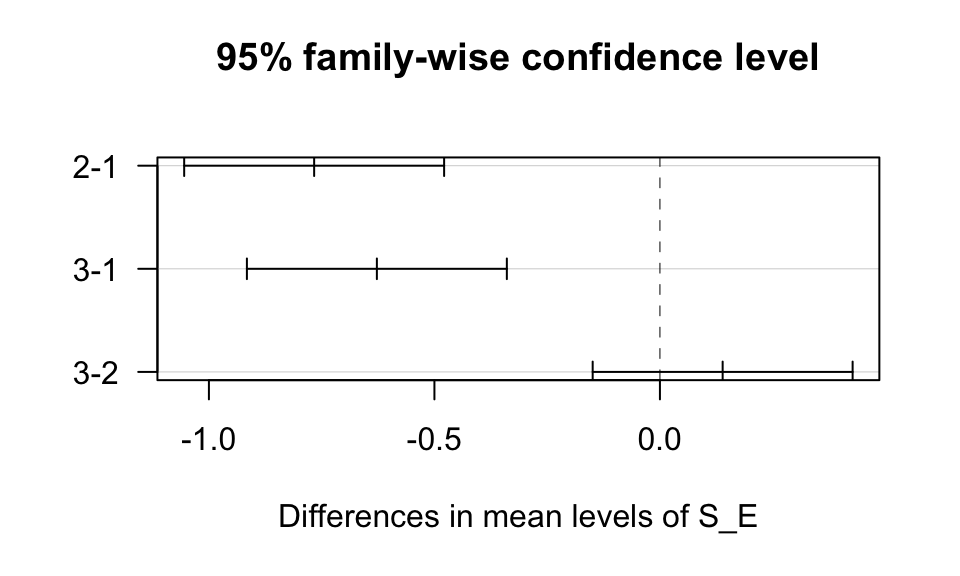 95% family-wise confidence level
2-1
3-1
3-2
-1.0 -0.5 0.0
Differences in mean levels of S_E